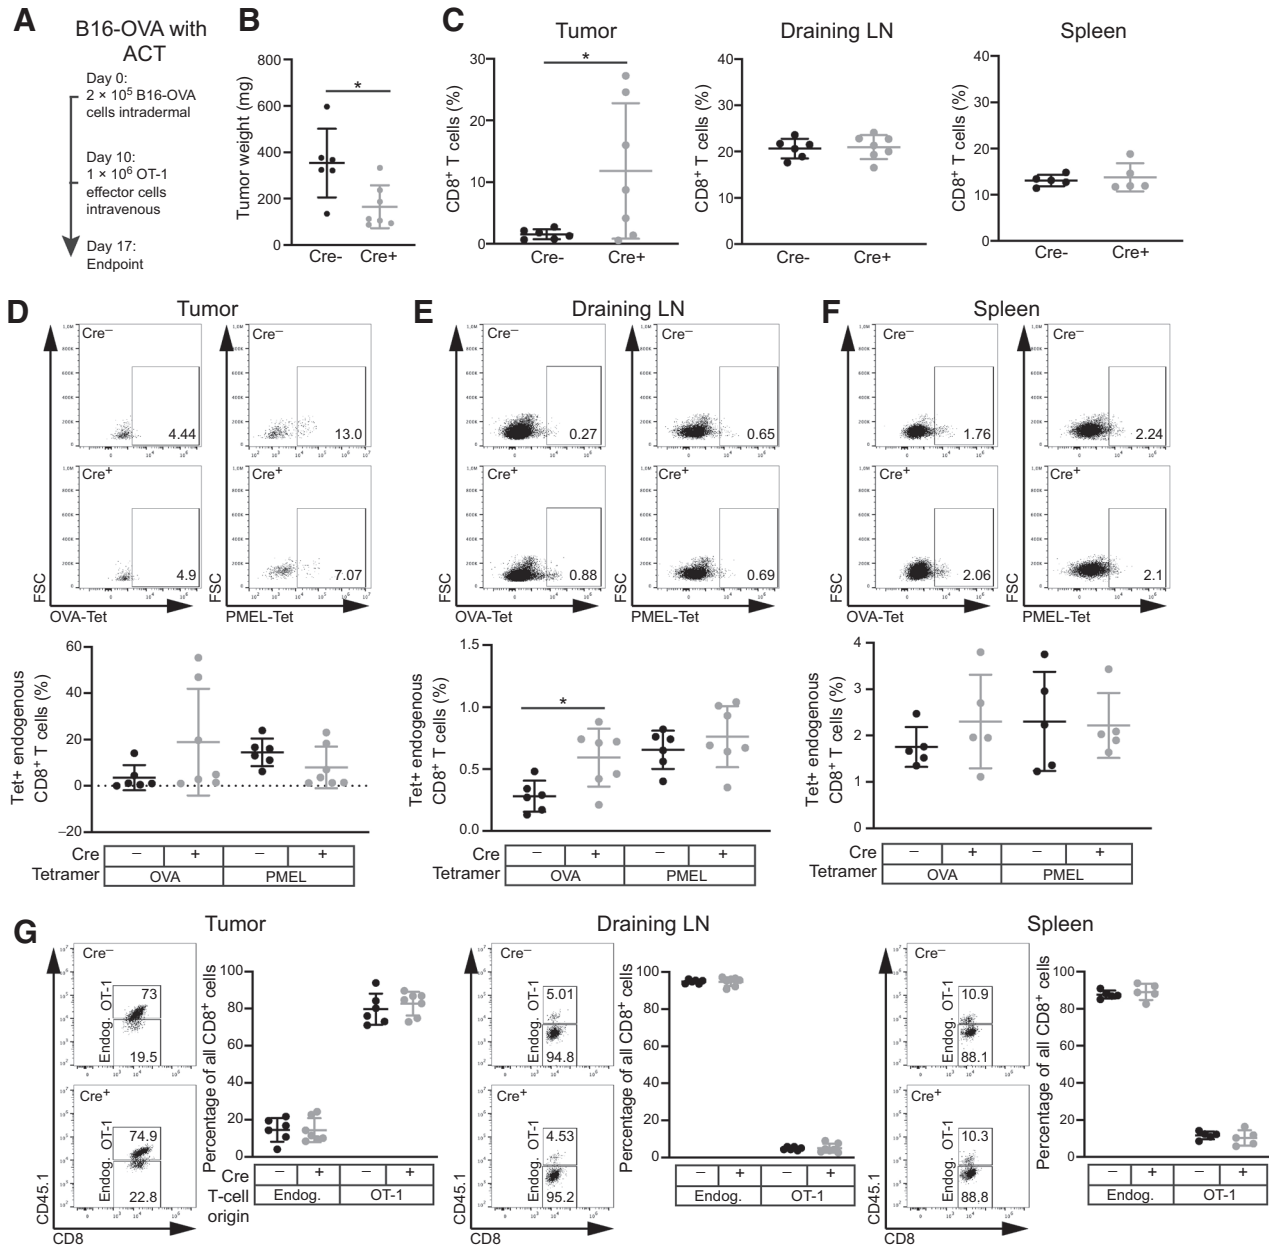 A
B16-OVA with
ACT
Day 0:
2 × 10⁵ B16-OVA
cells intradermal
Day 10:
1 × 10⁶ OT-1
effector cells
intravenous
Day 17:
Endpoint
B
Tumor weight (mg)
800
600
400
200
0
*
Cre-
Cre+
C
Tumor
CD8⁺ T cells (%)
30
20
10
0
*
Cre-
Cre+
Draining LN
CD8⁺ T cells (%)
40
30
20
10
0
Cre-
Cre+
Spleen
CD8⁺ T cells (%)
40
30
20
10
0
Cre-
Cre+
D
Tumor
Cre–
4.44
13.0
Cre+
4.9
7.07
FSC
OVA-Tet
FSC
PMEL-Tet
Tet+ endogenous
CD8⁺ T cells (%)
60
40
20
0
–20
Cre – + – +
Tetramer OVA PMEL
E
Draining LN
Cre–
0.27
0.65
Cre+
0.88
0.69
FSC
OVA-Tet
FSC
PMEL-Tet
Tet+ endogenous
CD8⁺ T cells (%)
1.5
1.0
0.5
0.0
*
Cre – + – +
Tetramer OVA PMEL
F
Spleen
Cre–
1.76
2.24
Cre+
2.06
2.1
FSC
OVA-Tet
FSC
PMEL-Tet
Tet+ endogenous
CD8⁺ T cells (%)
4
3
2
1
0
Cre – + – +
Tetramer OVA PMEL
G
Tumor
Cre–
Endog. OT-1
73
19.5
Cre+
Endog. OT-1
74.9
22.8
CD45.1
CD8
Percentage of all CD8⁺ cells
100
80
60
40
20
0
Cre – + – +
T-cell
origin
Endog. OT-1
Draining LN
Cre–
Endog. OT-1
5.01
94.8
Cre+
Endog. OT-1
4.53
95.2
CD45.1
CD8
Percentage of all CD8⁺ cells
100
80
60
40
20
0
– + – +
Endog. OT-1
Spleen
Cre–
Endog. OT-1
10.9
88.1
Cre+
Endog. OT-1
10.3
88.8
CD45.1
CD8
Percentage of all CD8⁺ cells
100
80
60
40
20
0
– + – +
Endog. OT-1